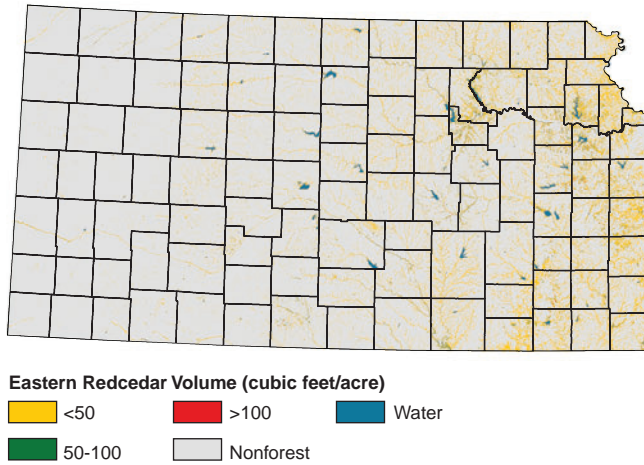 Eastern Redcedar Volume (cubic feet/acre)
<50
>100
Water
50-100
Nonforest